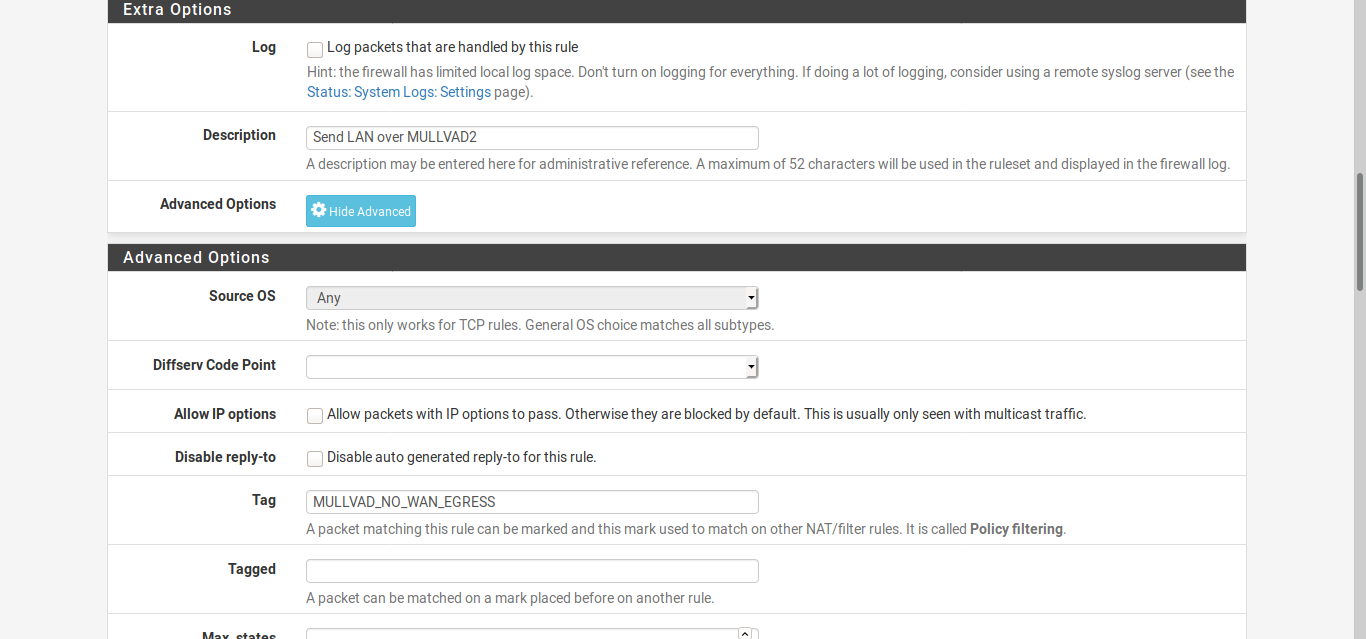 Extra Options
Log
Log packets that are handled by this rule
Hint: the firewall has limited local log space. Don't turn on logging for everything. If doing a lot of logging, consider using a remote syslog server (see the
Status: System Logs: Settings page).
Description
Send LAN over MULLVAD2
A description may be entered here for administrative reference. A maximum of 52 characters will be used in the ruleset and displayed in the firewall log.
Advanced Options
Hide Advanced
Advanced Options
Source OS
Any
Note: this only works for TCP rules. General OS choice matches all subtypes.
Diffserv Code Point
Allow IP options
Allow packets with IP options to pass. Otherwise they are blocked by default. This is usually only seen with multicast traffic.
Disable reply-to
Disable auto generated reply-to for this rule.
Tag
MULLVAD_NO_WAN_EGRESS
A packet matching this rule can be marked and this mark used to match on other NAT/filter rules. It is called Policy filtering.
Tagged
A packet can be matched on a mark placed before on another rule.
Max. states